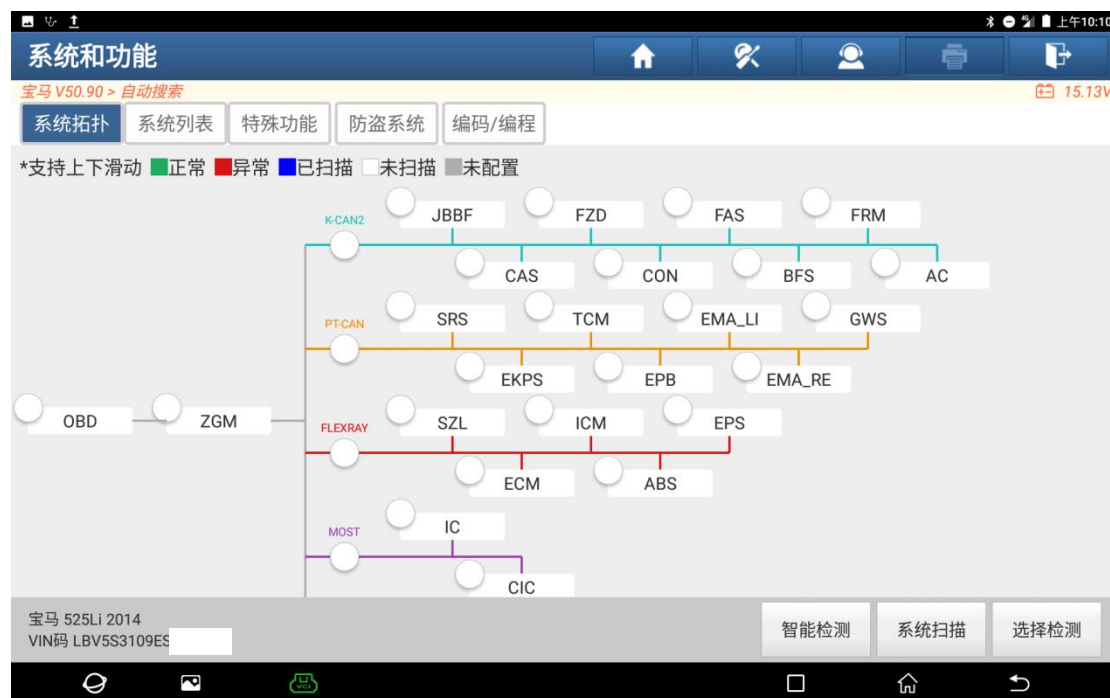 上午10:10
系统和功能
宝马 V50.90 > 自动搜索
15.13V
系统拓扑 系统列表 特殊功能 防盗系统 编码/编程
*支持上下滑动 正常 异常 已扫描 未扫描 未配置
K-CAN2 JBBF FZD FAS FRM
CAS CON BFS AC
PT-CAN SRS TCM EMA_LI GWS
EKPS EPB EMA_RE
OBD ZGM FLEXRAY SZL ICM EPS
ECM ABS
MOST IC
CIC
宝马 525Li 2014
VIN码 LBV5S3109ES
智能检测 系统扫描 选择检测
VCI